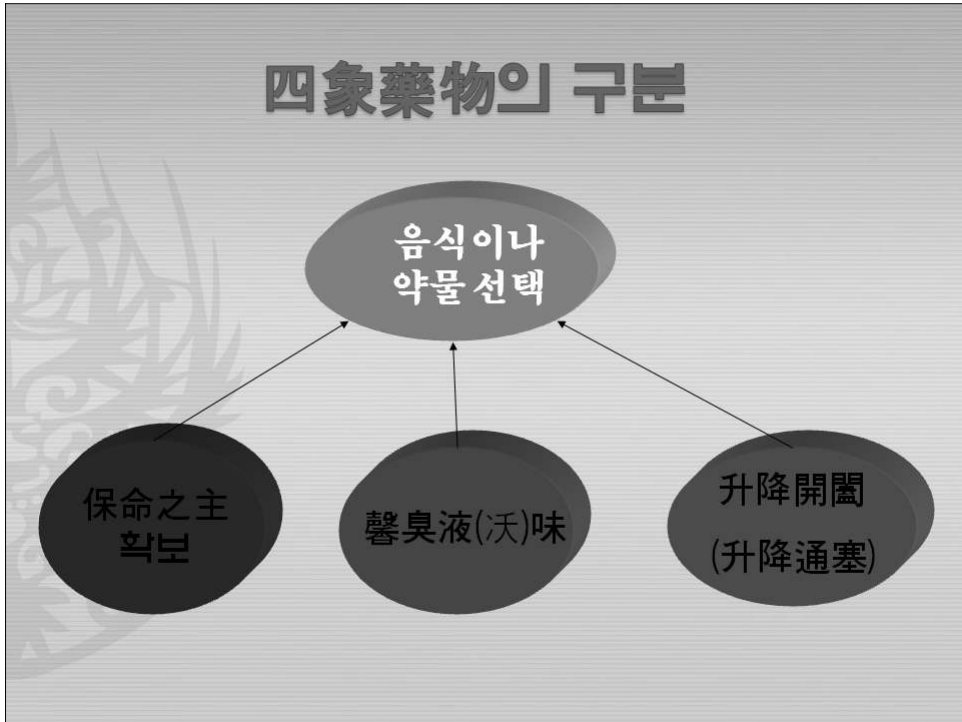 四象藥物의 구분
음식이나
약물 선택
保命之主
확보
馨臭液(沃)味
升降開闔
(升降通塞)